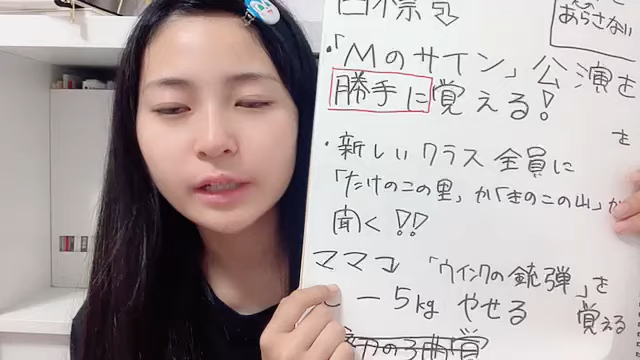 あらさない
・「Mのサイン」公演を
勝手に覚える!
を
・新しいクラス全員に
「たけのこの里」か「きのこの山」か
聞く!!
ママコ「ウインクの銃弾」を
覚える
-5kg やせる